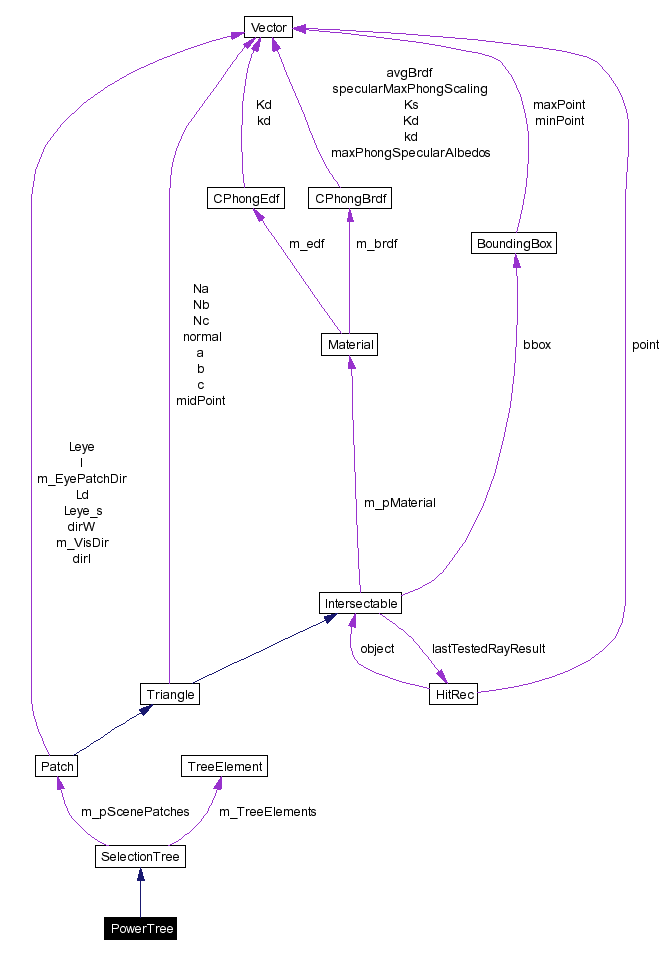 Vector
avgBrdf
specularMaxPhongScaling
Ks
Kd
kd
maxPhongSpecularAlbedos
Kd
kd
maxPoint
minPoint
CPhongEdf
CPhongBrdf
BoundingBox
m_edf
m_brdf
Na
Nb
Nc
normal
a
b
c
midPoint
Material
bbox
point
Leye
l
m_EyePatchDir
Ld
Leye_s
dirW
m_VisDir
dirI
m_pMaterial
Intersectable
object
lastTestedRayResult
Triangle
HitRec
Patch
TreeElement
m_pScenePatches
m_TreeElements
SelectionTree
PowerTree